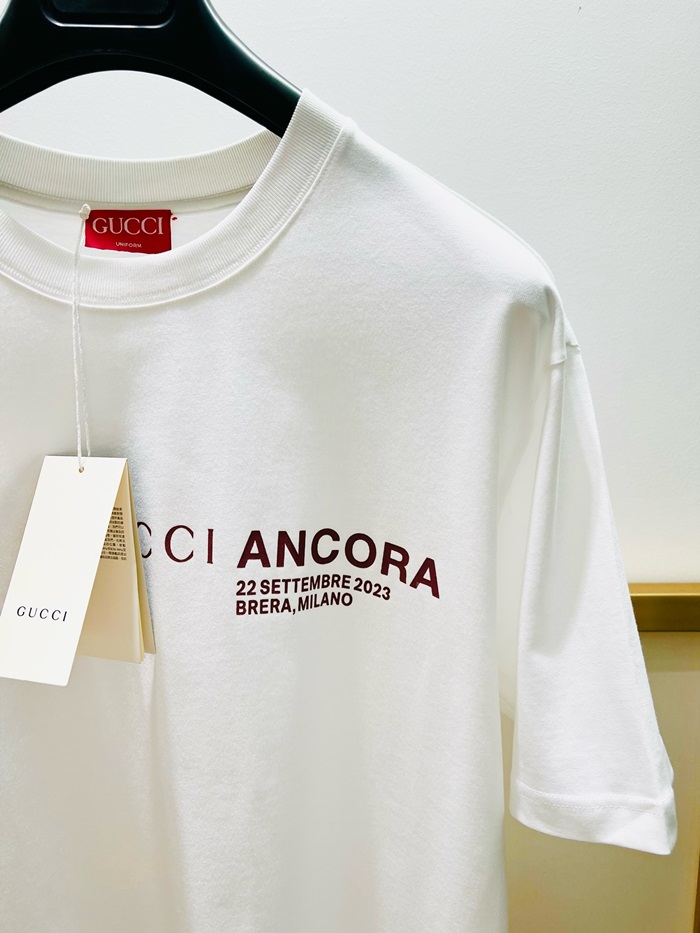 GUCCI
UNIFORM
CCI ANCORA
22 SETTEMBRE 2023
BRERA, MILANO
GUCCI